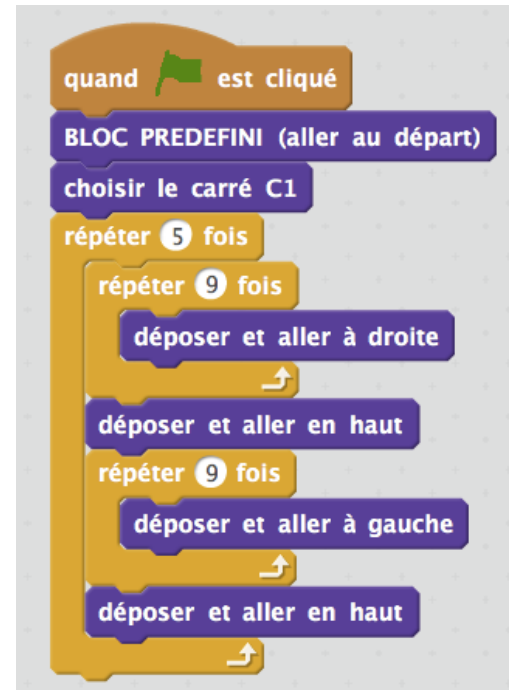 quand est cliqué
BLOC PREDEFINI (aller au départ)
choisir le carré C1
répéter 5 fois
répéter 9 fois
déposer et aller à droite
déposer et aller en haut
répéter 9 fois
déposer et aller à gauche
déposer et aller en haut